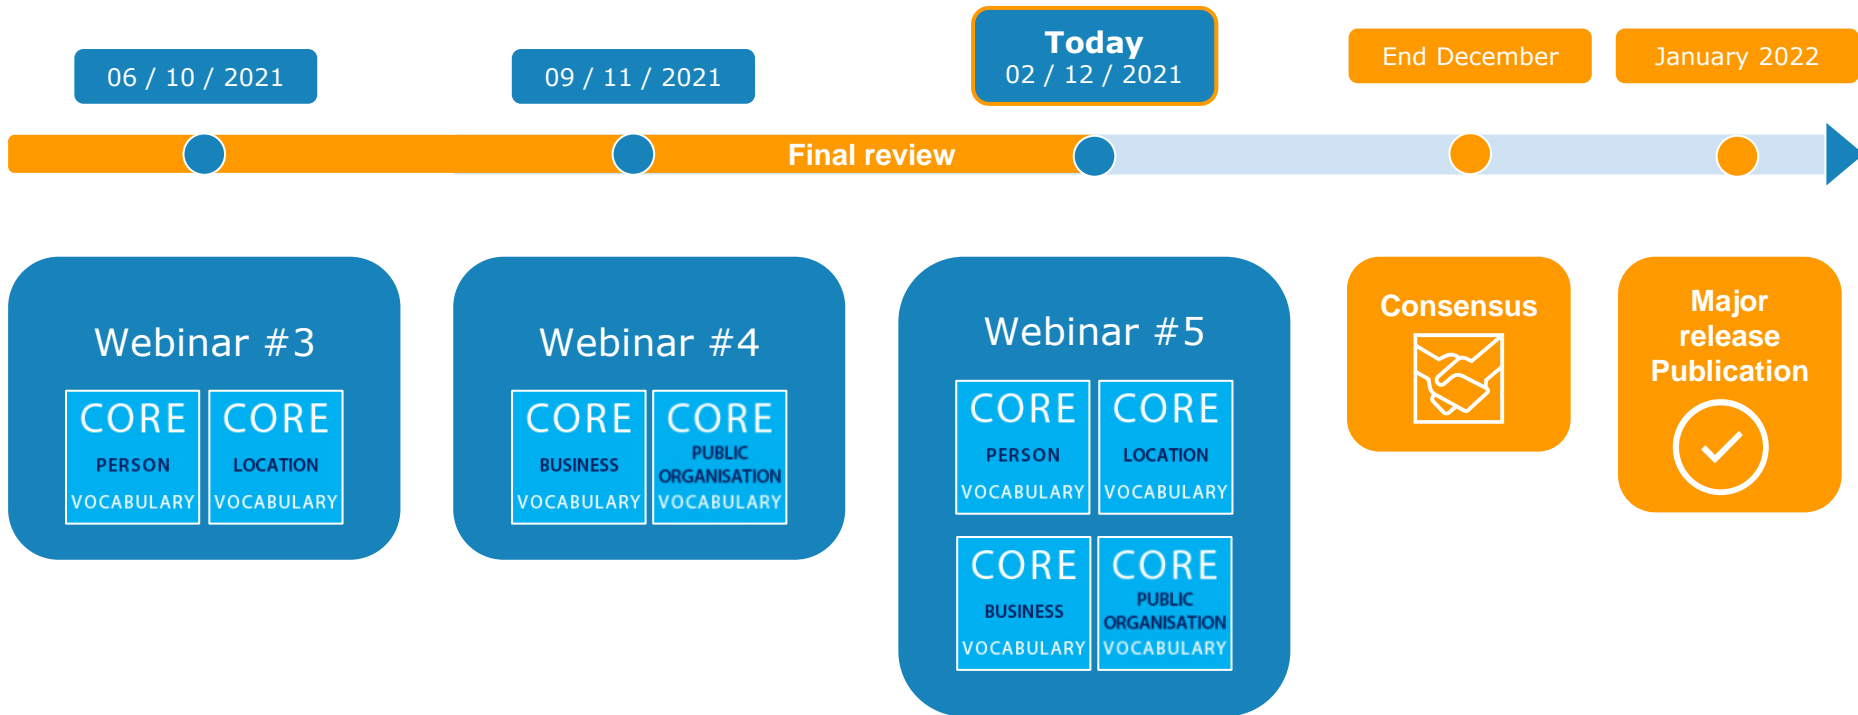 06 / 10 / 2021
09 / 11 / 2021
Today
02 / 12 / 2021
End December
January 2022
Final review
Webinar #3
CORE
PERSON
VOCABULARY
CORE
LOCATION
VOCABULARY
Webinar #4
CORE
BUSINESS
VOCABULARY
CORE
PUBLIC
ORGANISATION
VOCABULARY
Webinar #5
CORE
PERSON
VOCABULARY
CORE
LOCATION
VOCABULARY
CORE
BUSINESS
VOCABULARY
CORE
PUBLIC
ORGANISATION
VOCABULARY
Consensus
Major
release
Publication